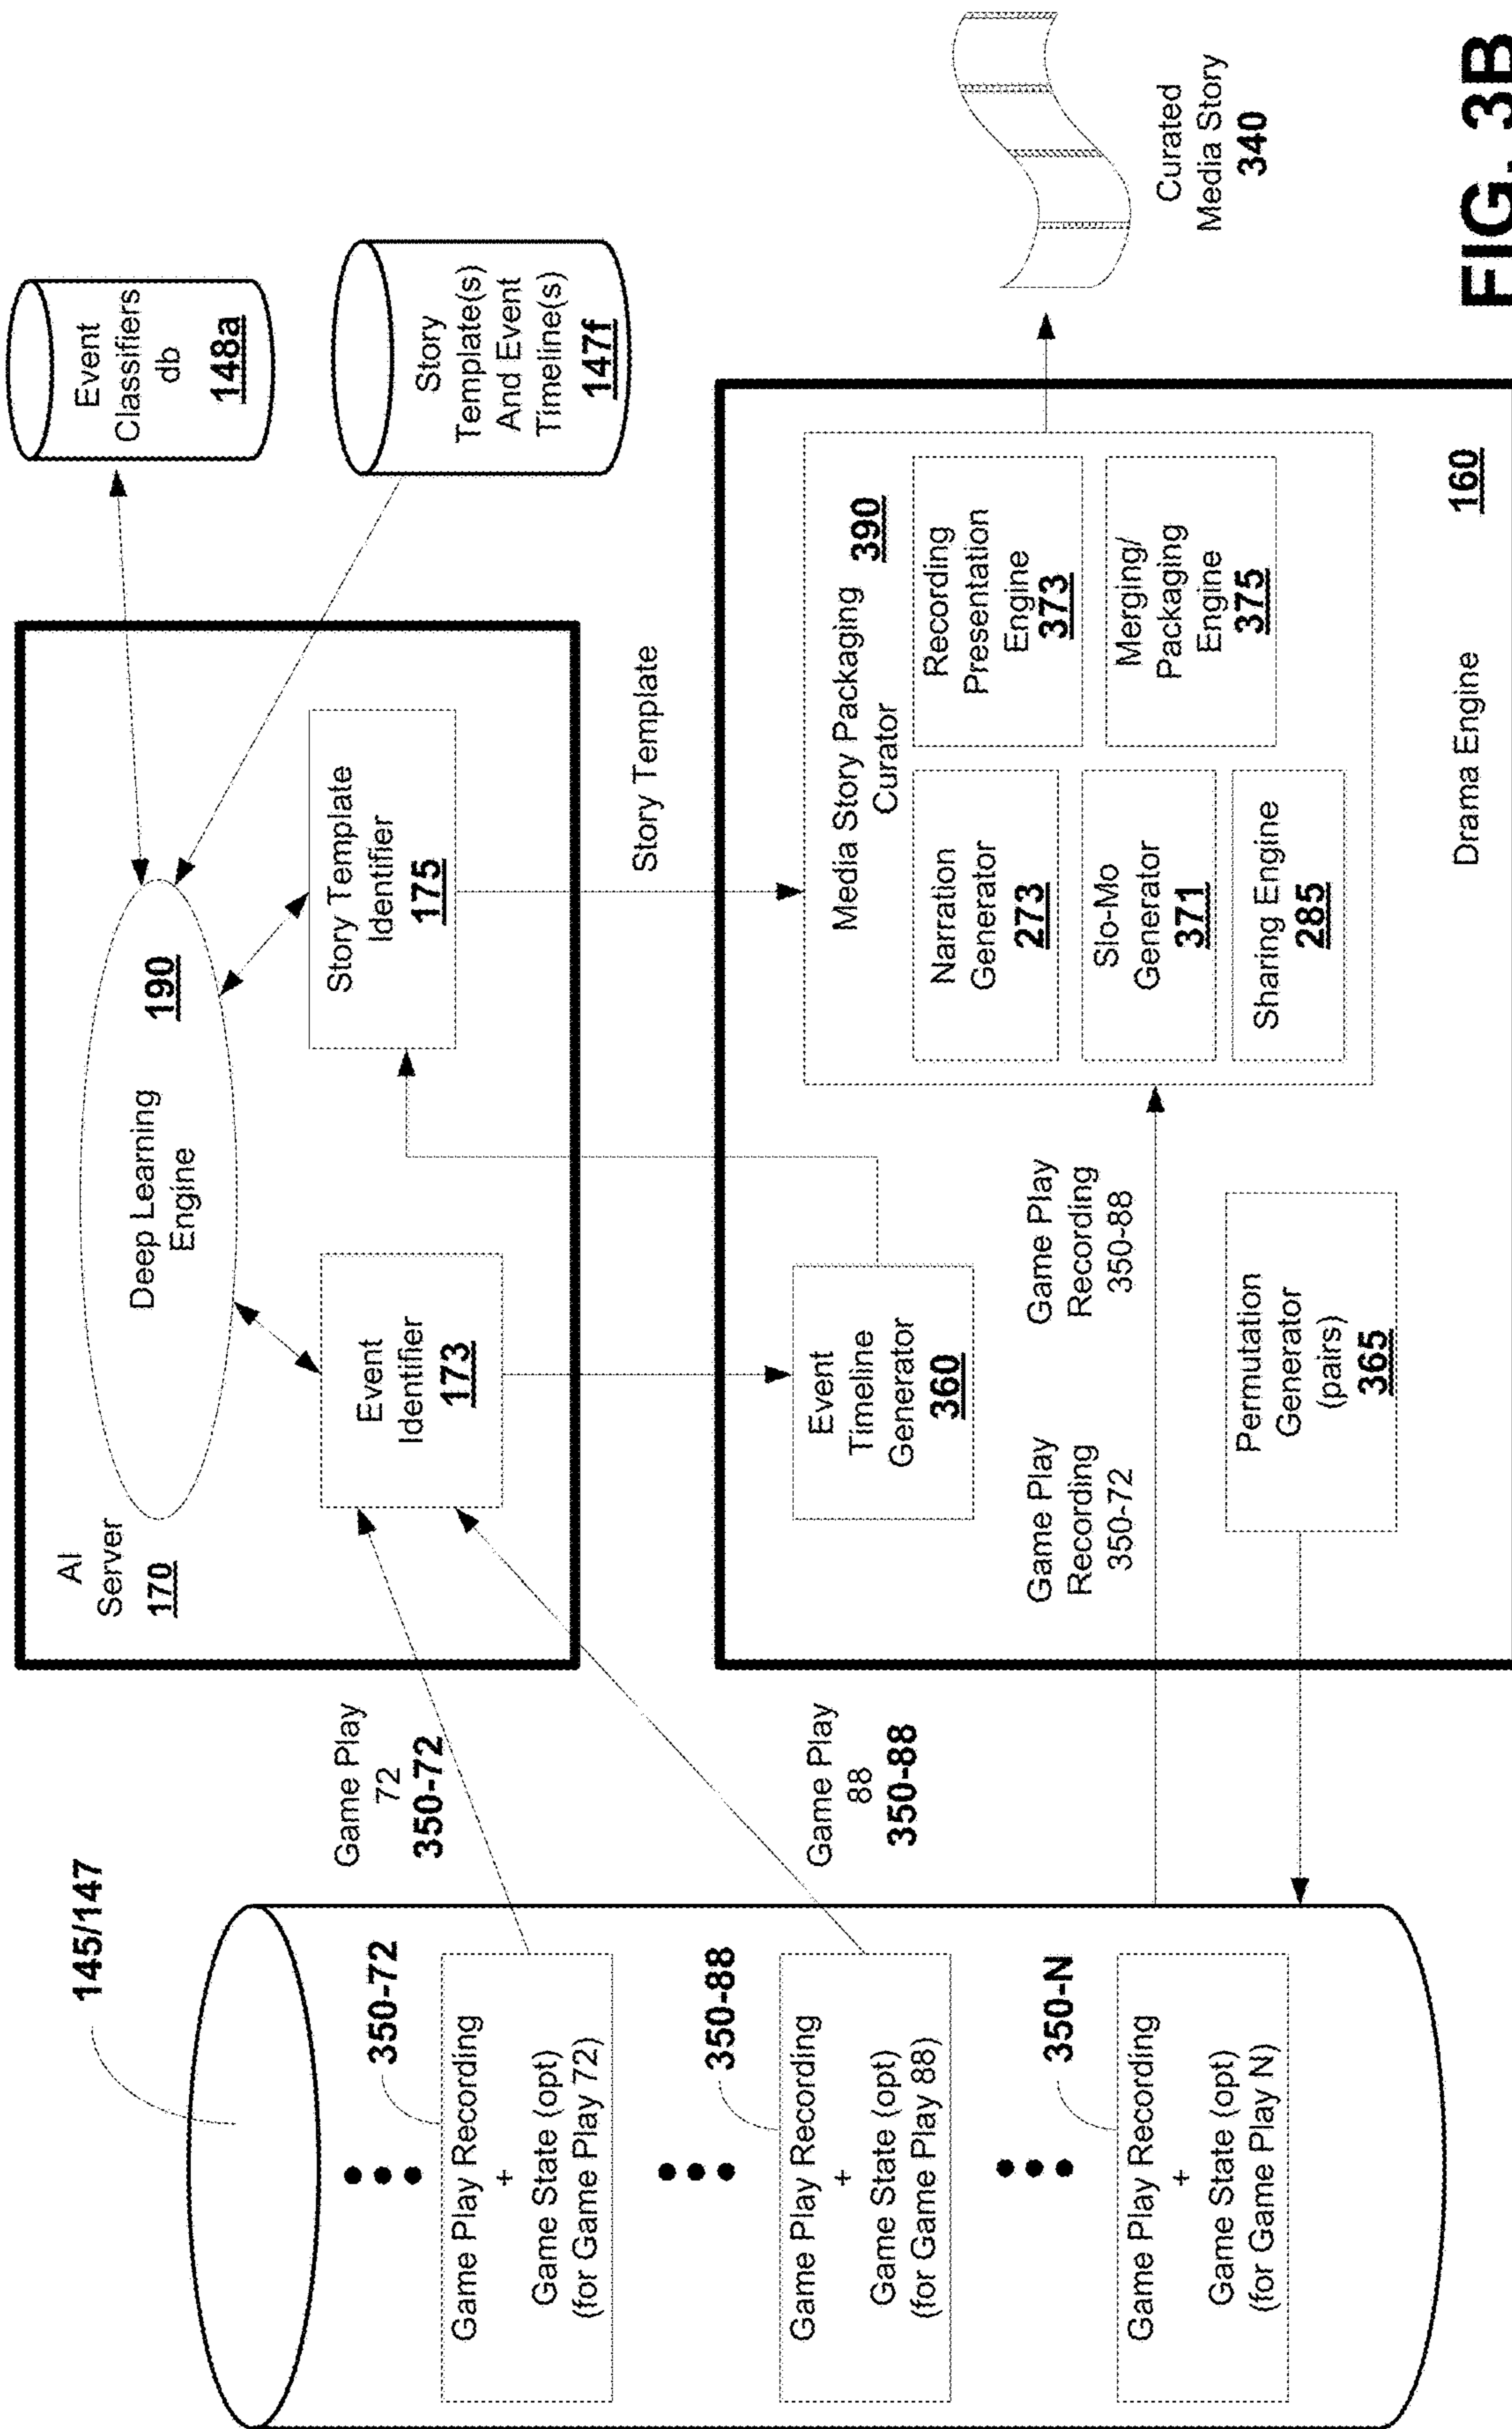 145/147
350-72
Game Play Recording
+
Game State (opt)
(for Game Play 72)
350-88
Game Play Recording
+
Game State (opt)
(for Game Play 88)
350-N
Game Play Recording
+
Game State (opt)
(for Game Play N)
Game Play
72
350-72
Game Play
88
350-88
AI
Server
170
Deep Learning
Engine
190
Event
Identifier
173
Story Template
Identifier
175
Event
Classifiers
db
148a
Story
Template(s)
And Event
Timeline(s)
147f
Story Template
Event
Timeline
Generator
360
Game Play
Recording
350-72
Game Play
Recording
350-88
Permutation
Generator
(pairs)
365
Media Story Packaging
Curator
390
Narration
Generator
273
Recording
Presentation
Engine
373
Slo-Mo
Generator
371
Merging/
Packaging
Engine
375
Sharing Engine
285
Drama Engine
160
Curated
Media Story
340
FIG. 3B